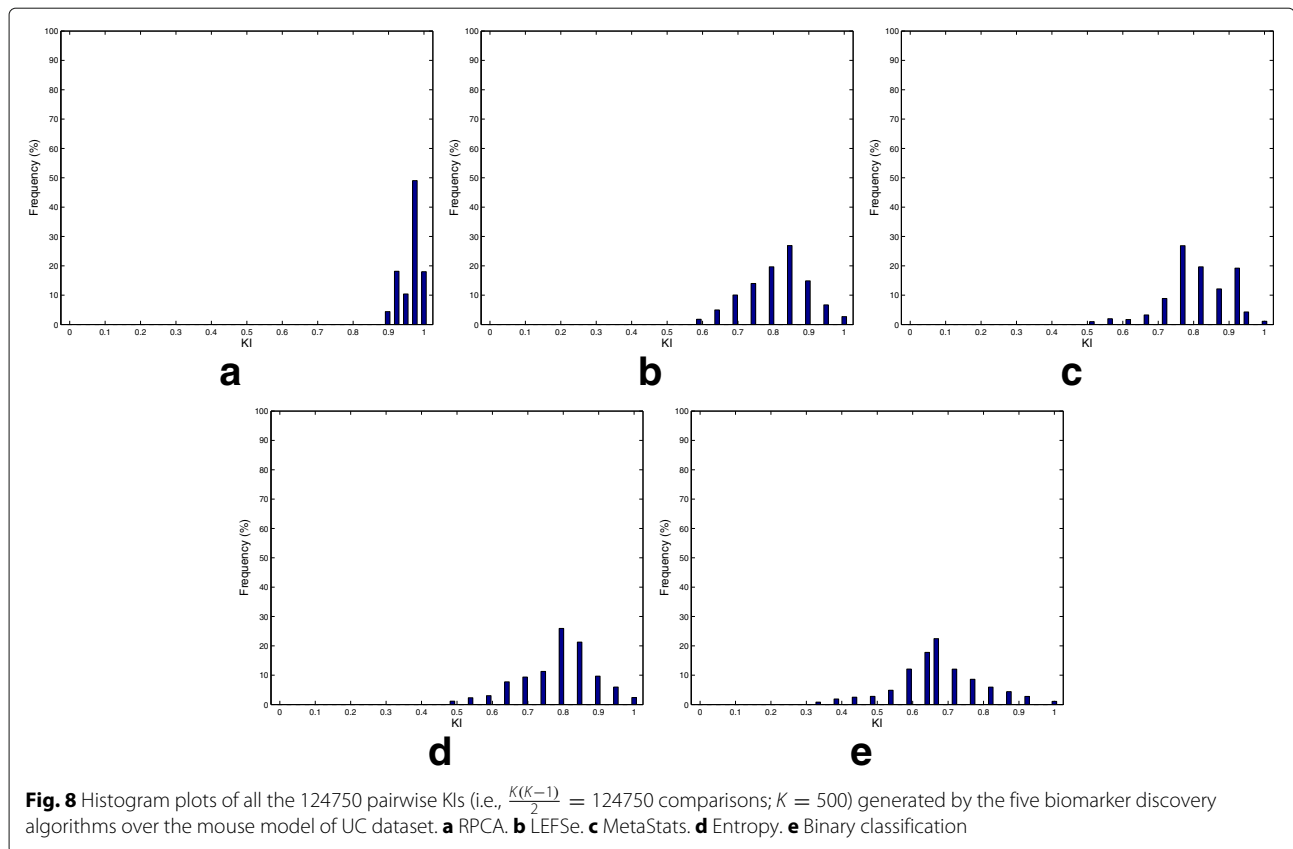 100
90
80
70
60
50
40
30
20
10
0
Frequency (%)
0 0.1 0.2 0.3 0.4 0.5 0.6 0.7 0.8 0.9 1
KI
a
100
90
80
70
60
50
40
30
20
10
0
Frequency (%)
0 0.1 0.2 0.3 0.4 0.5 0.6 0.7 0.8 0.9 1
KI
b
100
90
80
70
60
50
40
30
20
10
0
Frequency (%)
0 0.1 0.2 0.3 0.4 0.5 0.6 0.7 0.8 0.9 1
KI
c
100
90
80
70
60
50
40
30
20
10
0
Frequency (%)
0 0.1 0.2 0.3 0.4 0.5 0.6 0.7 0.8 0.9 1
KI
d
100
90
80
70
60
50
40
30
20
10
0
Frequency (%)
0 0.1 0.2 0.3 0.4 0.5 0.6 0.7 0.8 0.9 1
KI
e
Fig. 8 Histogram plots of all the 124750 pairwise KIs (i.e., K(K−1)/2 = 124750 comparisons; K = 500) generated by the five biomarker discovery
algorithms over the mouse model of UC dataset. a RPCA. b LEFSe. c MetaStats. d Entropy. e Binary classification